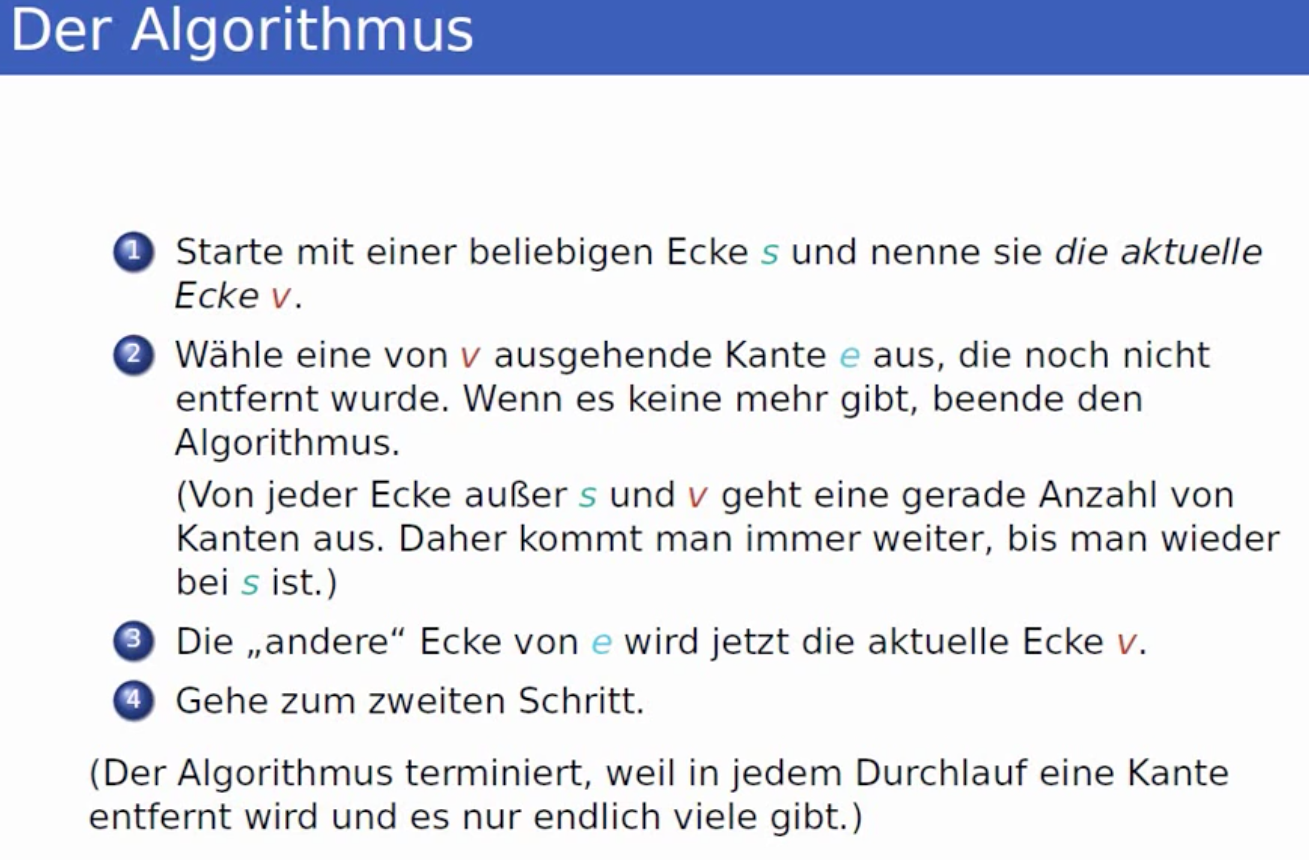 Der Algorithmus
1 Starte mit einer beliebigen Ecke s und nenne sie die aktuelle
Ecke v.
2 Wähle eine von v ausgehende Kante e aus, die noch nicht
entfernt wurde. Wenn es keine mehr gibt, beende den
Algorithmus.
(Von jeder Ecke außer s und v geht eine gerade Anzahl von
Kanten aus. Daher kommt man immer weiter, bis man wieder
bei s ist.)
3 Die „andere“ Ecke von e wird jetzt die aktuelle Ecke v.
4 Gehe zum zweiten Schritt.
(Der Algorithmus terminiert, weil in jedem Durchlauf eine Kante
entfernt wird und es nur endlich viele gibt.)